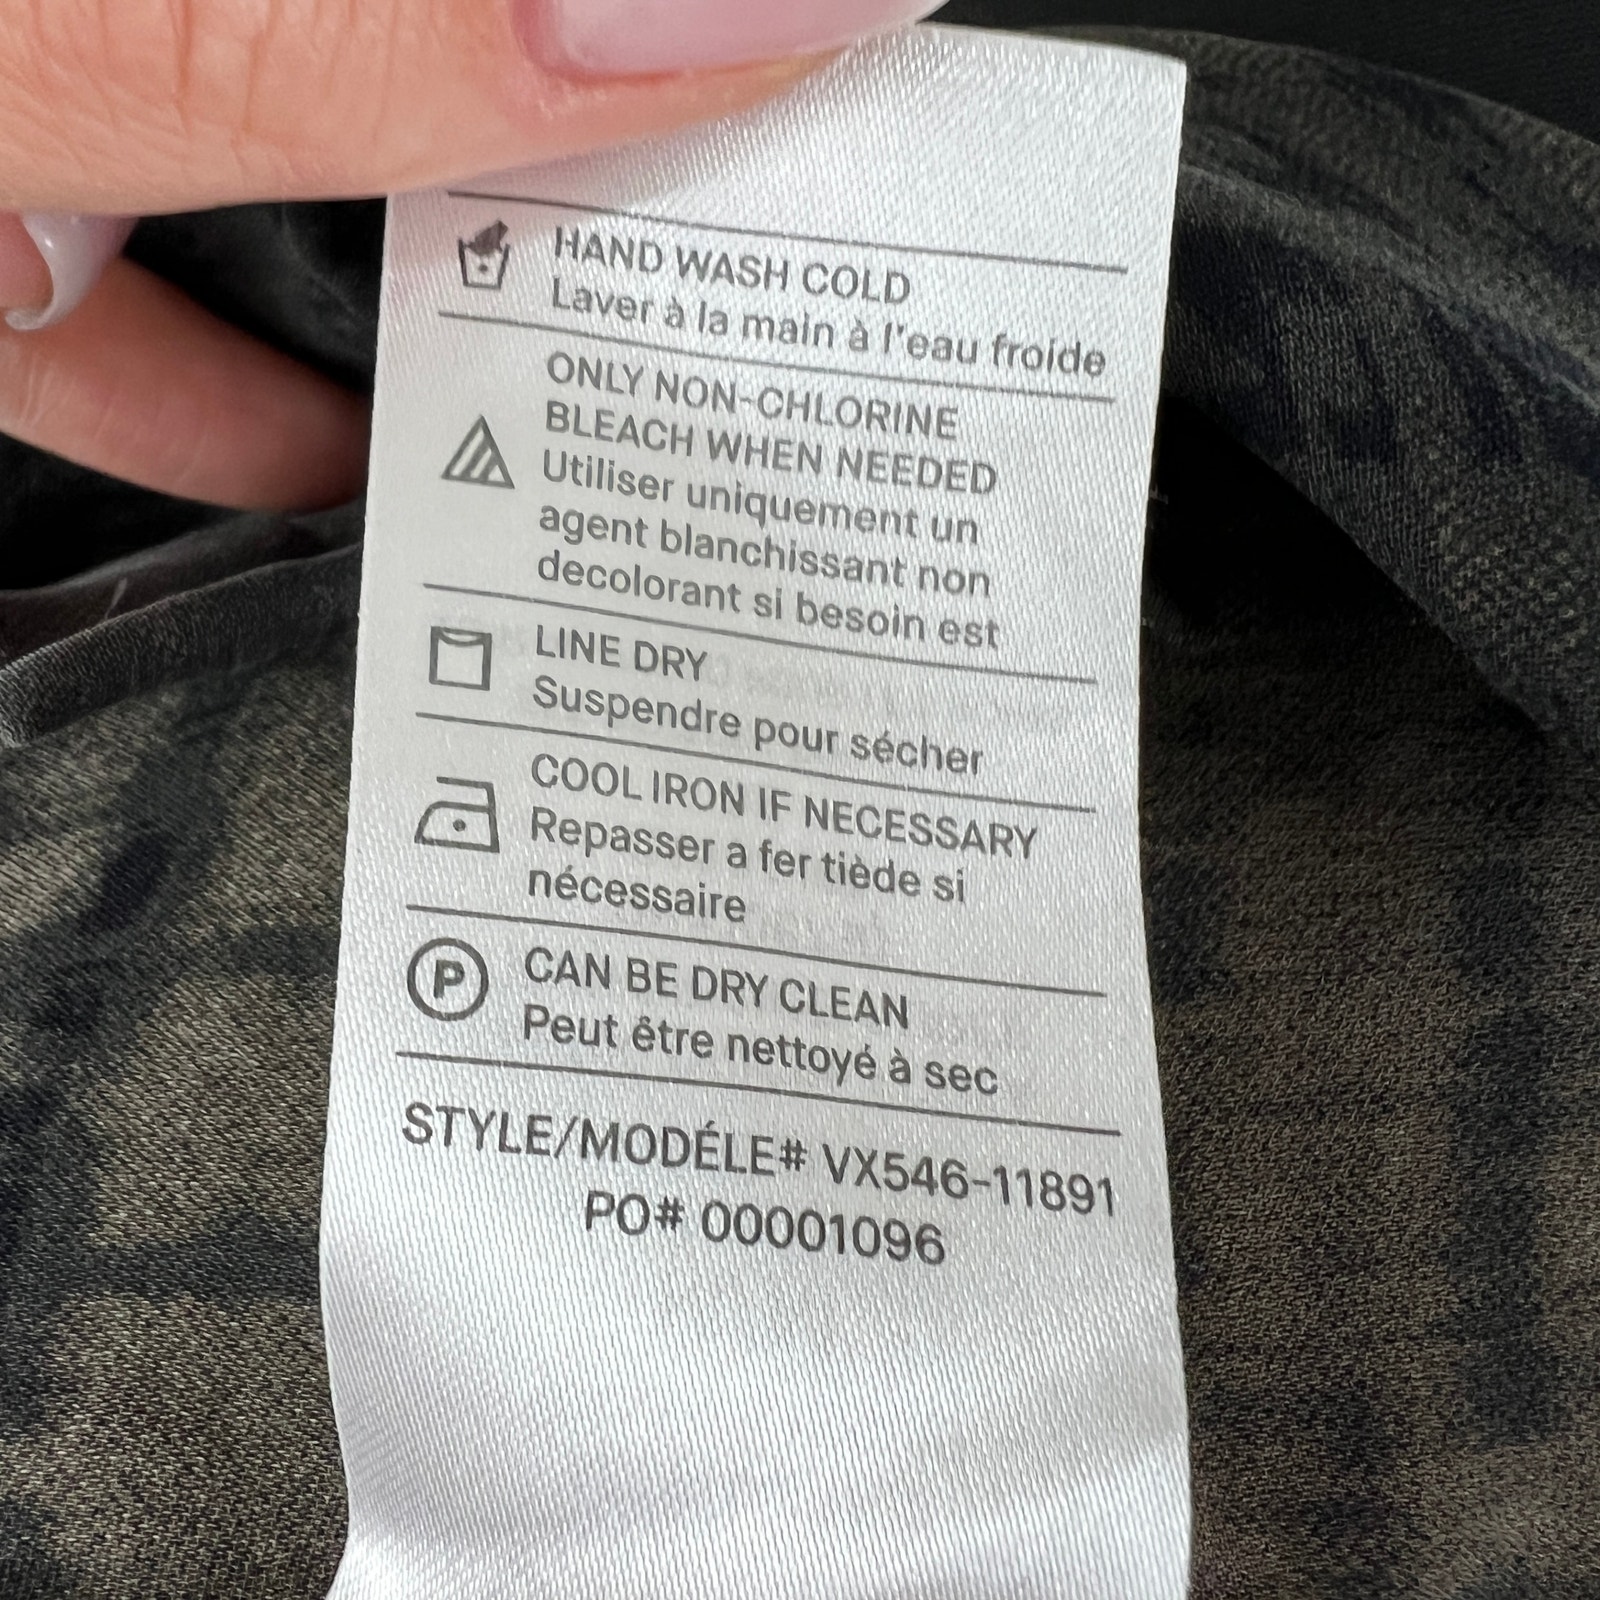 HAND WASH COLD
Laver à la main à l'eau froide
ONLY NON-CHLORINE
BLEACH WHEN NEEDED
Utiliser uniquement un
agent blanchissant non
decolorant si besoin est
LINE DRY
Suspendre pour sécher
COOL IRON IF NECESSARY
Repasser a fer tiède si
nécessaire
P
CAN BE DRY CLEAN
Peut être nettoyé à sec
STYLE/MODÉLE# VX546-11891
PO# 00001096